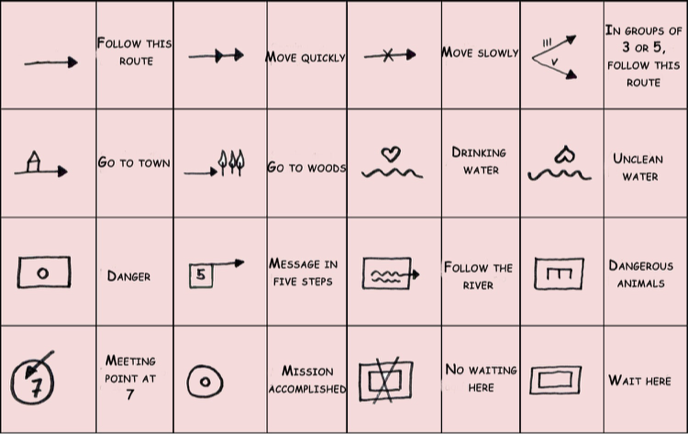 FOLLOW THIS
ROUTE
MOVE QUICKLY
MOVE SLOWLY
III
V
IN GROUPS OF
3 OR 5,
FOLLOW THIS
ROUTE
GO TO TOWN
GO TO WOODS
DRINKING
WATER
UNCLEAN
WATER
DANGER
5
MESSAGE IN
FIVE STEPS
FOLLOW THE
RIVER
DANGEROUS
ANIMALS
7
MEETING
POINT AT
7
MISSION
ACCOMPLISHED
NO WAITING
HERE
WAIT HERE